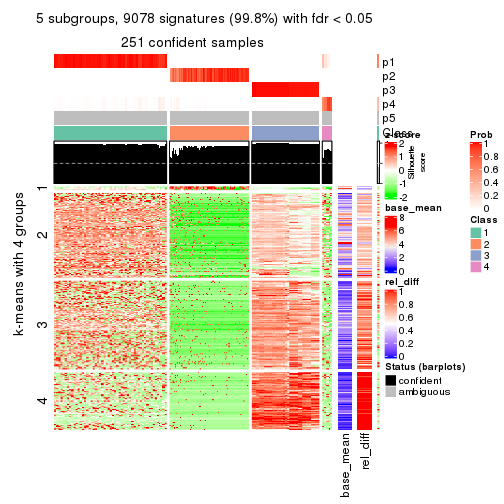 5 subgroups, 9078 signatures (99.8%) with fdr < 0.05
251 confident samples
p1
p2
p3
p4
p5
Class
Silhouette
score
k-means with 4 groups
1
2
3
4
base_mean
rel_diff
z-score
2
1
0
-1
-2
base_mean
8
6
4
2
0
rel_diff
1
0.8
0.6
0.4
0.2
0
Status (barplots)
confident
ambiguous
Prob
1
0.8
0.6
0.4
0.2
0
Class
1
2
3
4